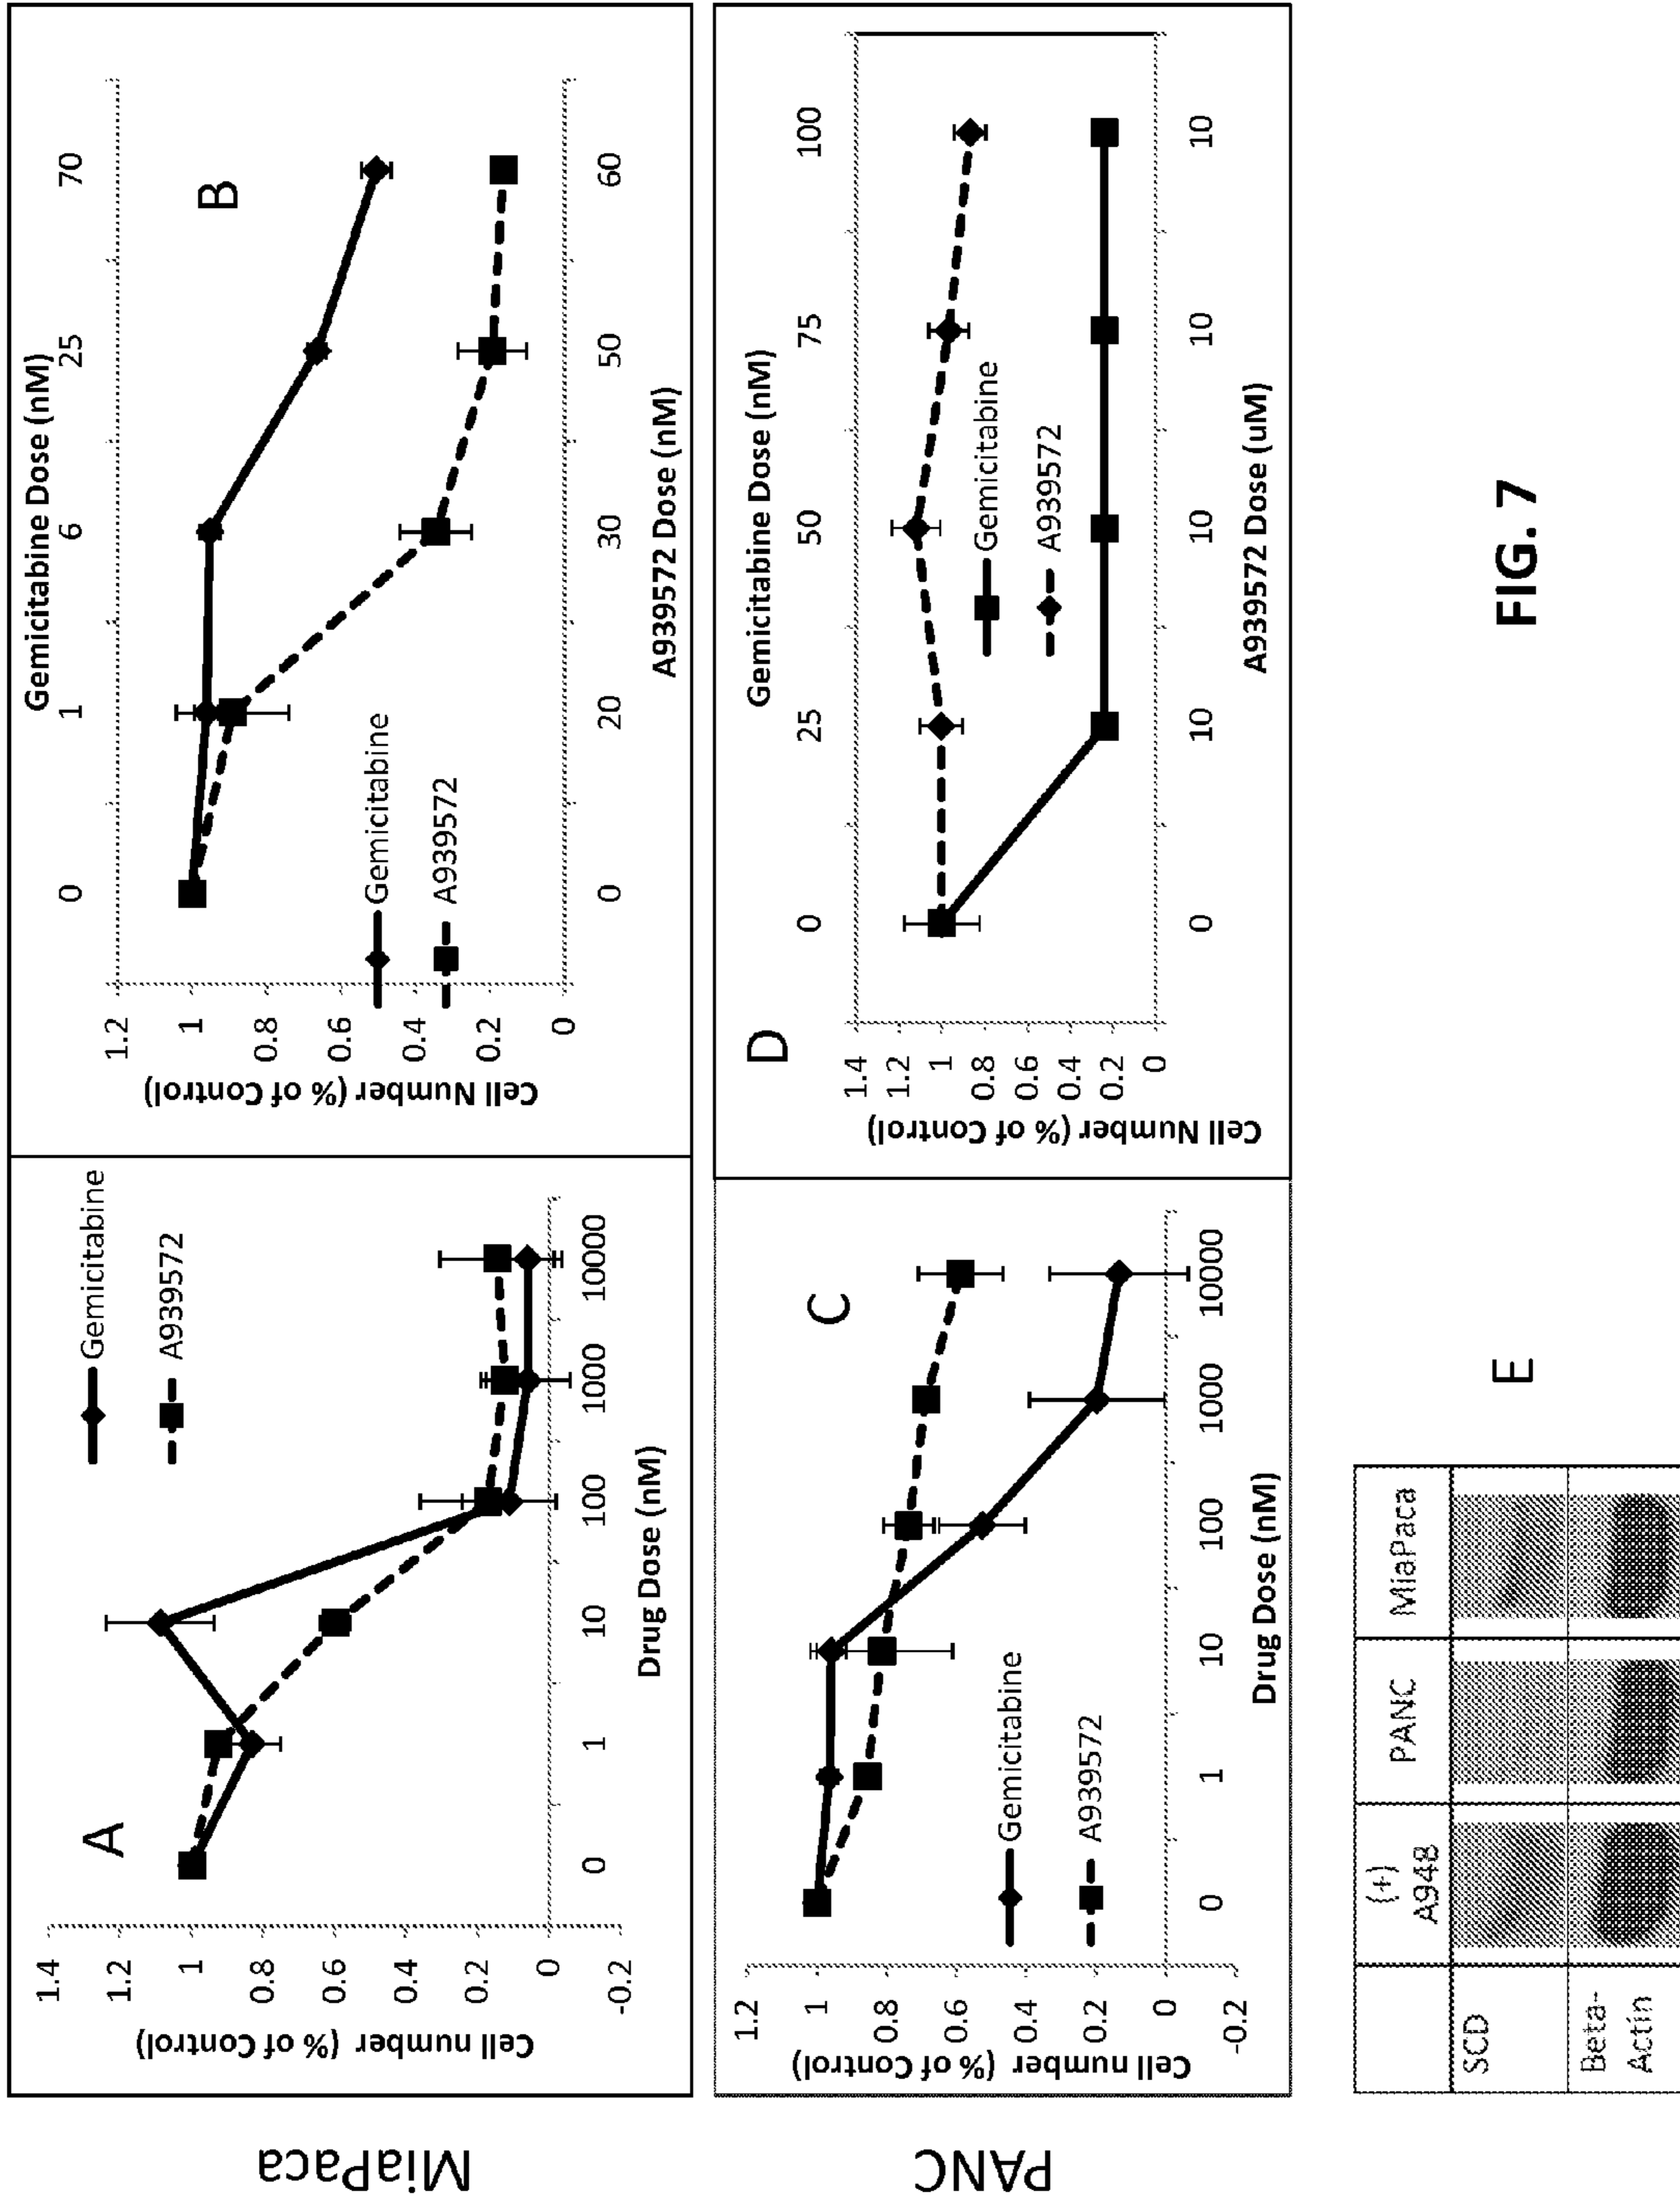 MiaPaca
A
Gemicitabine
A939572
Cell number (% of Control)
1.4
1.2
1
0.8
0.6
0.4
0.2
0
-0.2
0 1 10 100 1000 10000
Drug Dose (nM)
B
Gemicitabine Dose (nM)
0 1 6 25 70
Cell Number (% of Control)
1.2
1
0.8
0.6
0.4
0.2
0
Gemicitabine
A939572
0 20 30 50 60
A939572 Dose (nM)
PANC
C
Cell number (% of Control)
1.2
1
0.8
0.6
0.4
0.2
0
-0.2
Gemicitabine
A939572
0 1 10 100 1000 10000
Drug Dose (nM)
D
Gemicitabine Dose (nM)
0 25 50 75 100
Cell Number (% of Control)
1.4
1.2
1
0.8
0.6
0.4
0.2
0
Gemicitabine
A939572
0 10 10 10 10
A939572 Dose (uM)
(+)
A948
PANC
MiaPaca
SCD
Beta-
Actin
E
FIG. 7